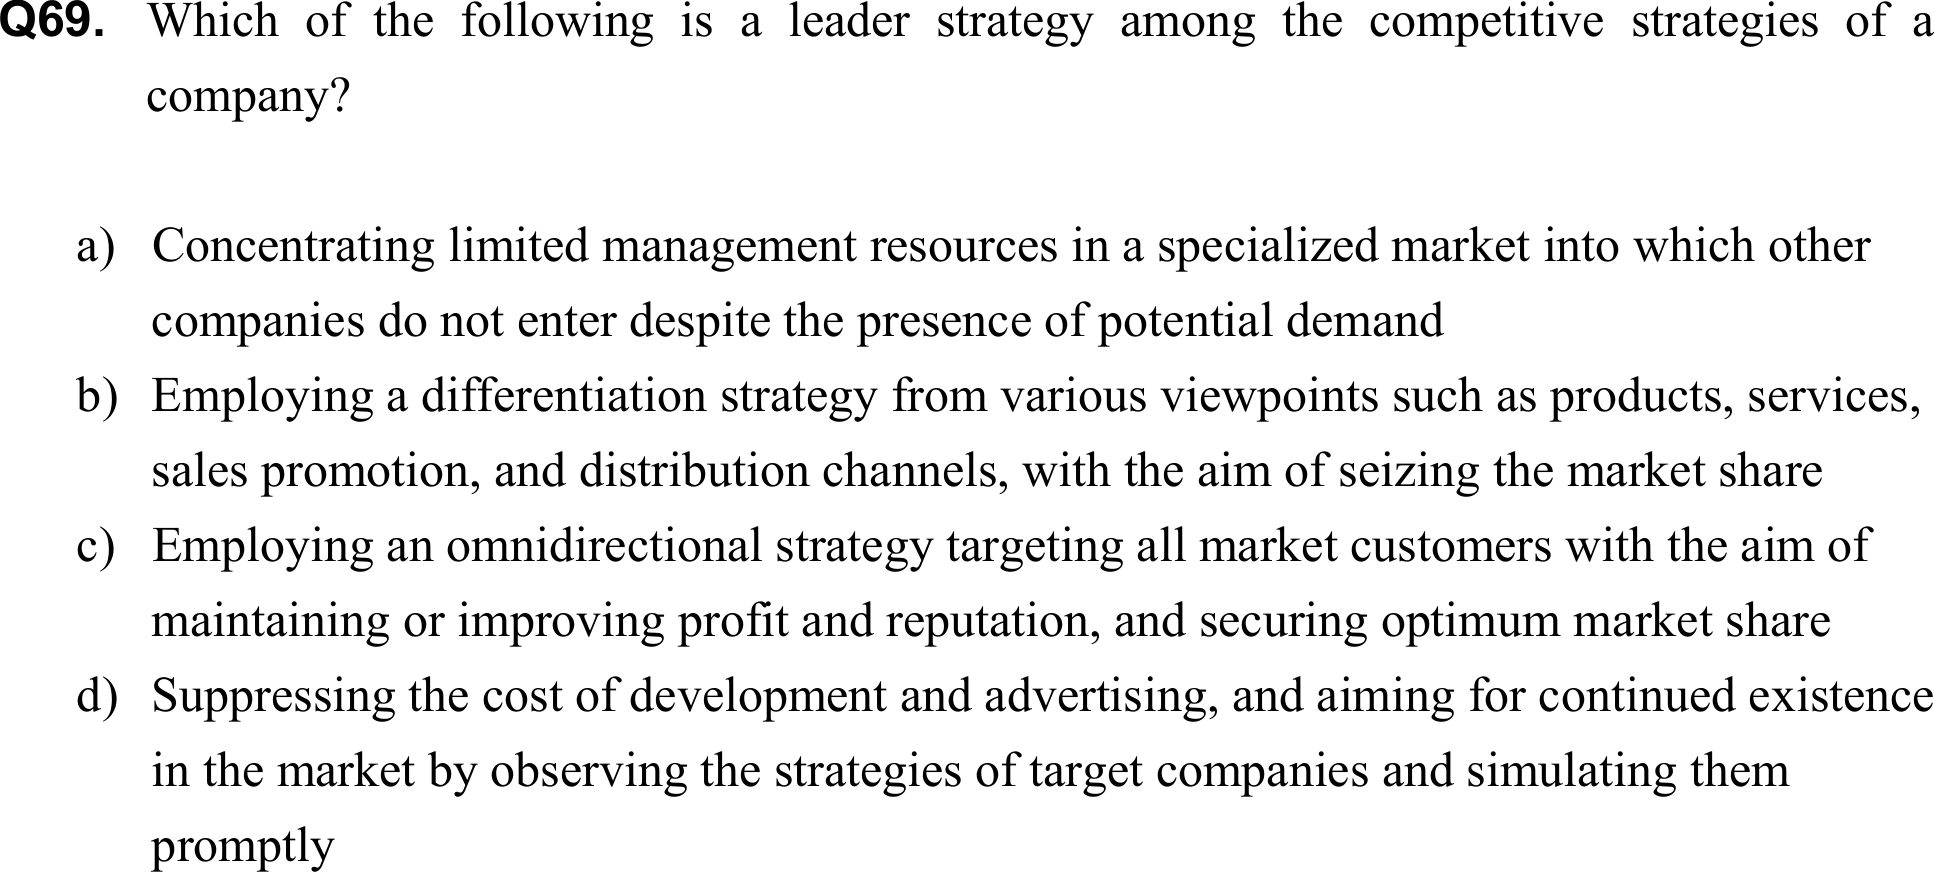 Q69. Which of the following is a leader strategy among the competitive strategies of a
company?
a) Concentrating limited management resources in a specialized market into which other
companies do not enter despite the presence of potential demand
b) Employing a differentiation strategy from various viewpoints such as products, services,
sales promotion, and distribution channels, with the aim of seizing the market share
c) Employing an omnidirectional strategy targeting all market customers with the aim of
maintaining or improving profit and reputation, and securing optimum market share
d) Suppressing the cost of development and advertising, and aiming for continued existence
in the market by observing the strategies of target companies and simulating them
promptly